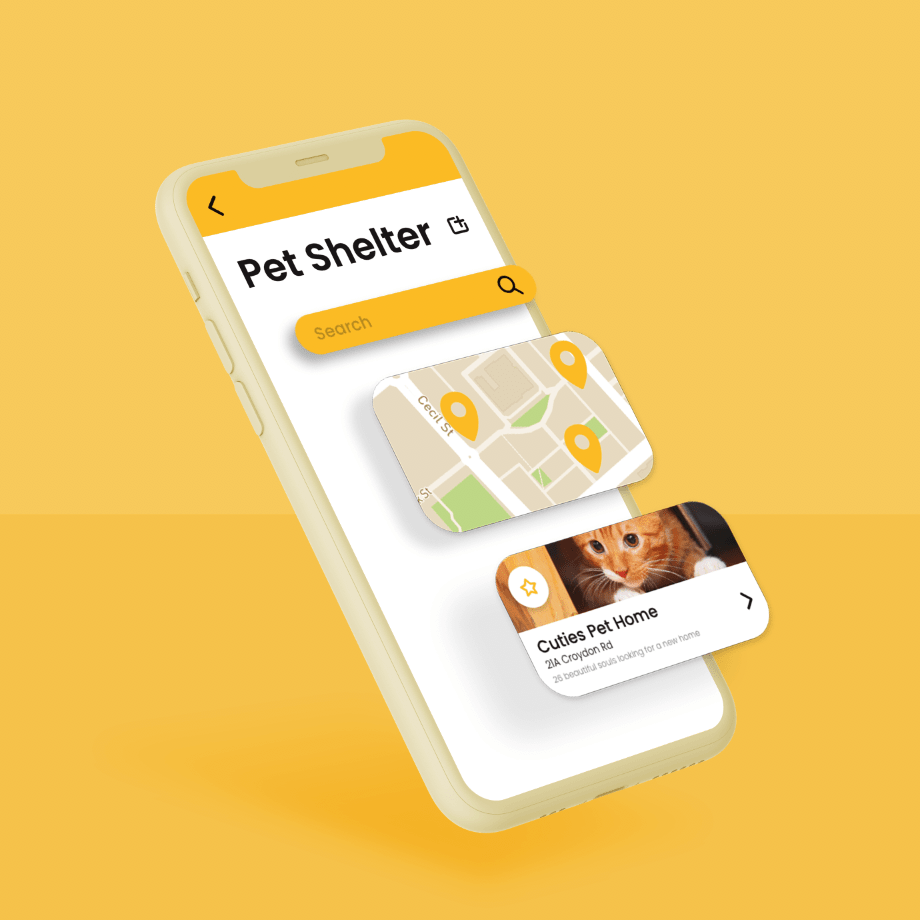 Pet Shelter
Search
Cecil St
k St
Cuties Pet Home
21A Croydon Rd
26 beautiful souls looking for a new home